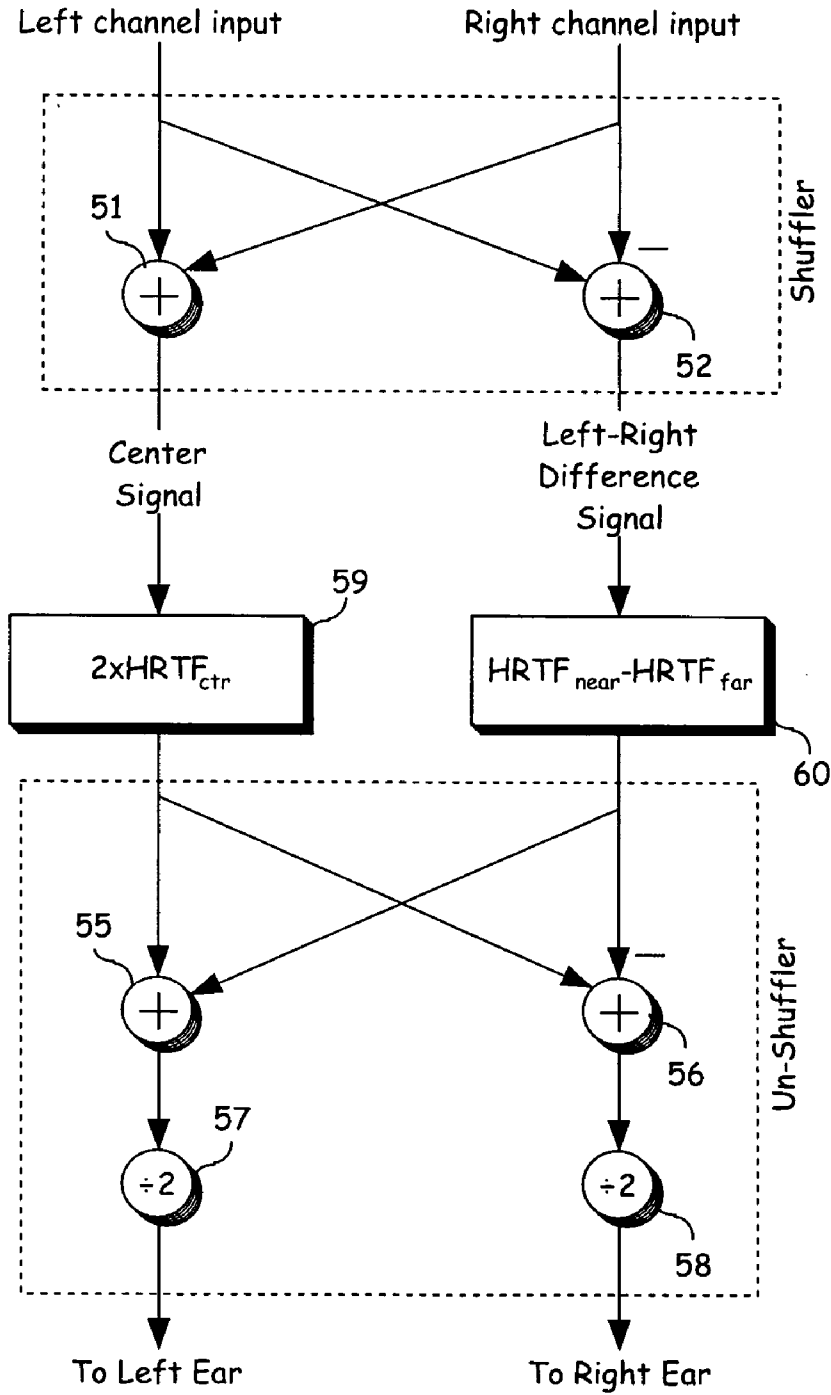 Left channel input
Right channel input
Shuffler
51
+
—
+
52
Center
Signal
Left-Right
Difference
Signal
59
2xHRTFctr
HRTFnear-HRTFfar
60
Un-Shuffler
55
+
—
+
56
57
÷2
÷2
58
To Left Ear
To Right Ear